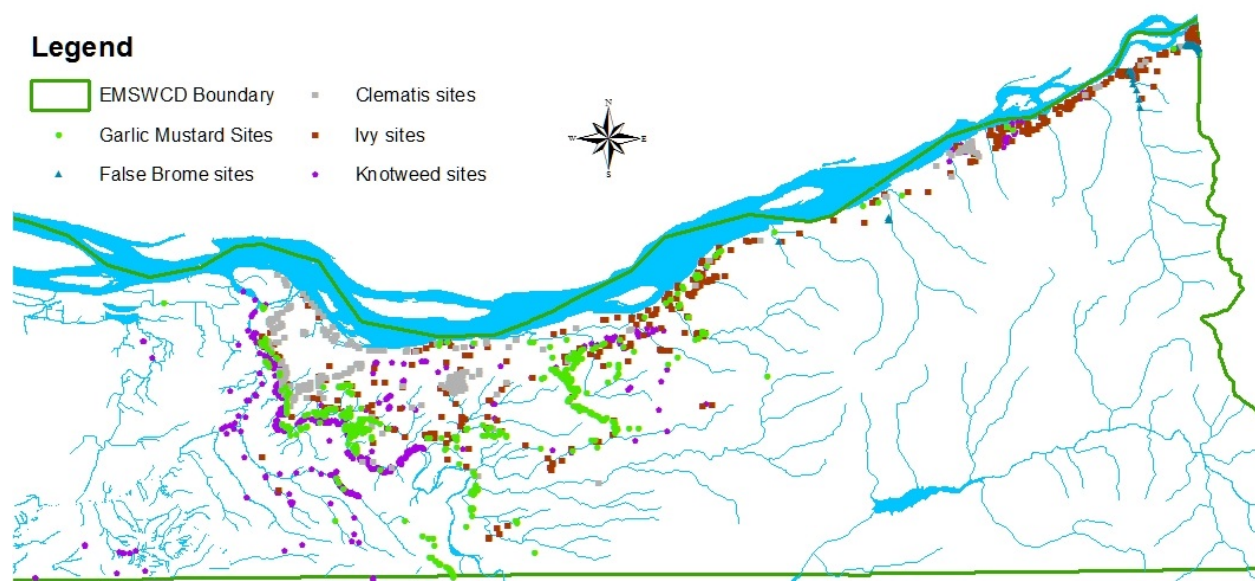 Legend
EMSWCD Boundary
Clematis sites
Garlic Mustard Sites
Ivy sites
False Brome sites
Knotweed sites
N
W
E
S